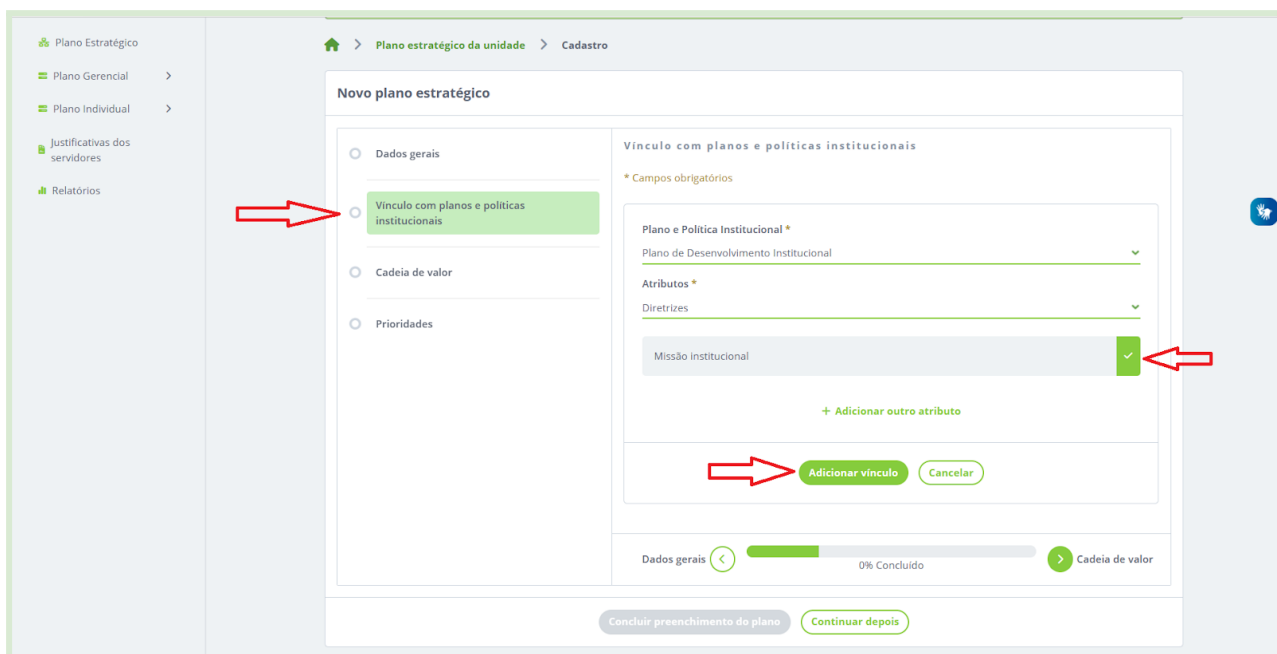 Plano Estratégico
Plano Gerencial
Plano Individual
Justificativas dos
servidores
Relatórios
Plano estratégico da unidade > Cadastro
Novo plano estratégico
Dados gerais
Vínculo com planos e políticas
institucionais
Cadeia de valor
Prioridades
Vínculo com planos e políticas institucionais
* Campos obrigatórios
Plano e Política Institucional *
Plano de Desenvolvimento Institucional
Atributos *
Diretrizes
Missão institucional
+ Adicionar outro atributo
Adicionar vínculo Cancelar
Dados gerais 0% Concluído Cadeia de valor
Concluir preenchimento do plano Continuar depois